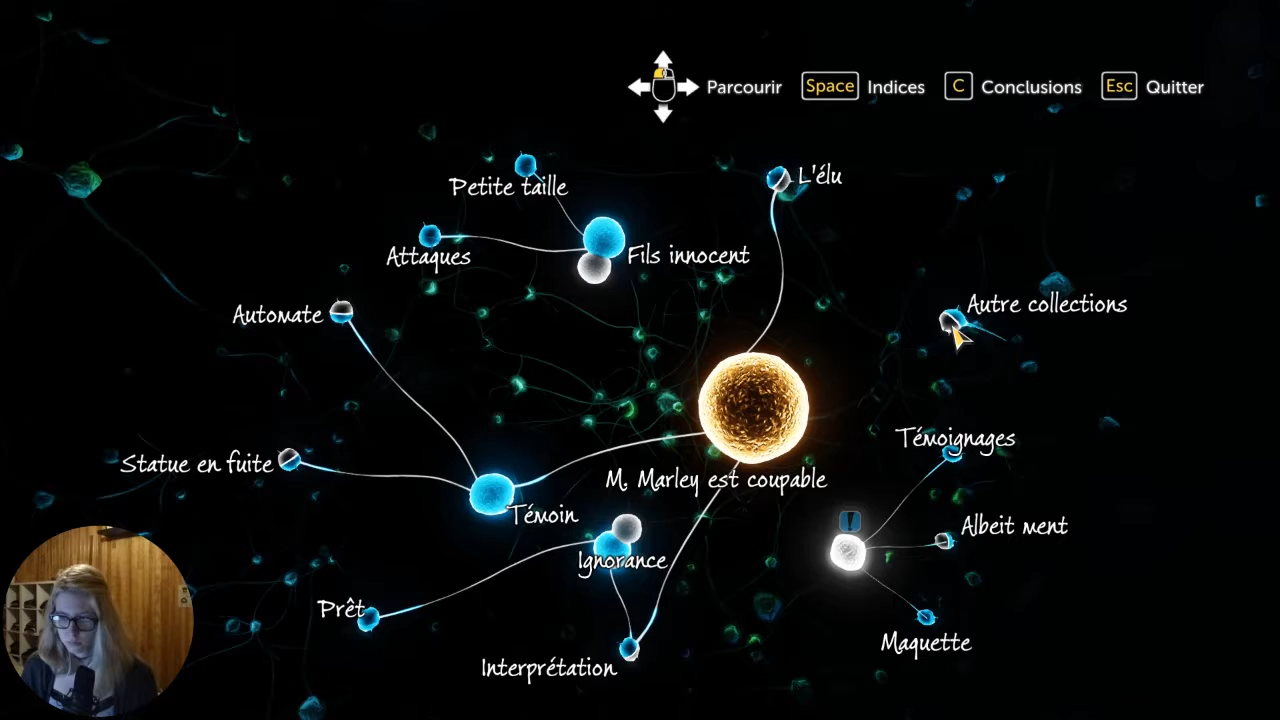 Parcourir
Space
Indices
C
Conclusions
Esc
Quitter
L'élu
Petite taille
Attaques
Fils innocent
Autre collections
Automate
Témoignages
Statue en fuite
M. Marley est coupable
Témoin
Albeit ment
Ignorance
Prêt
Maquette
Interprétation